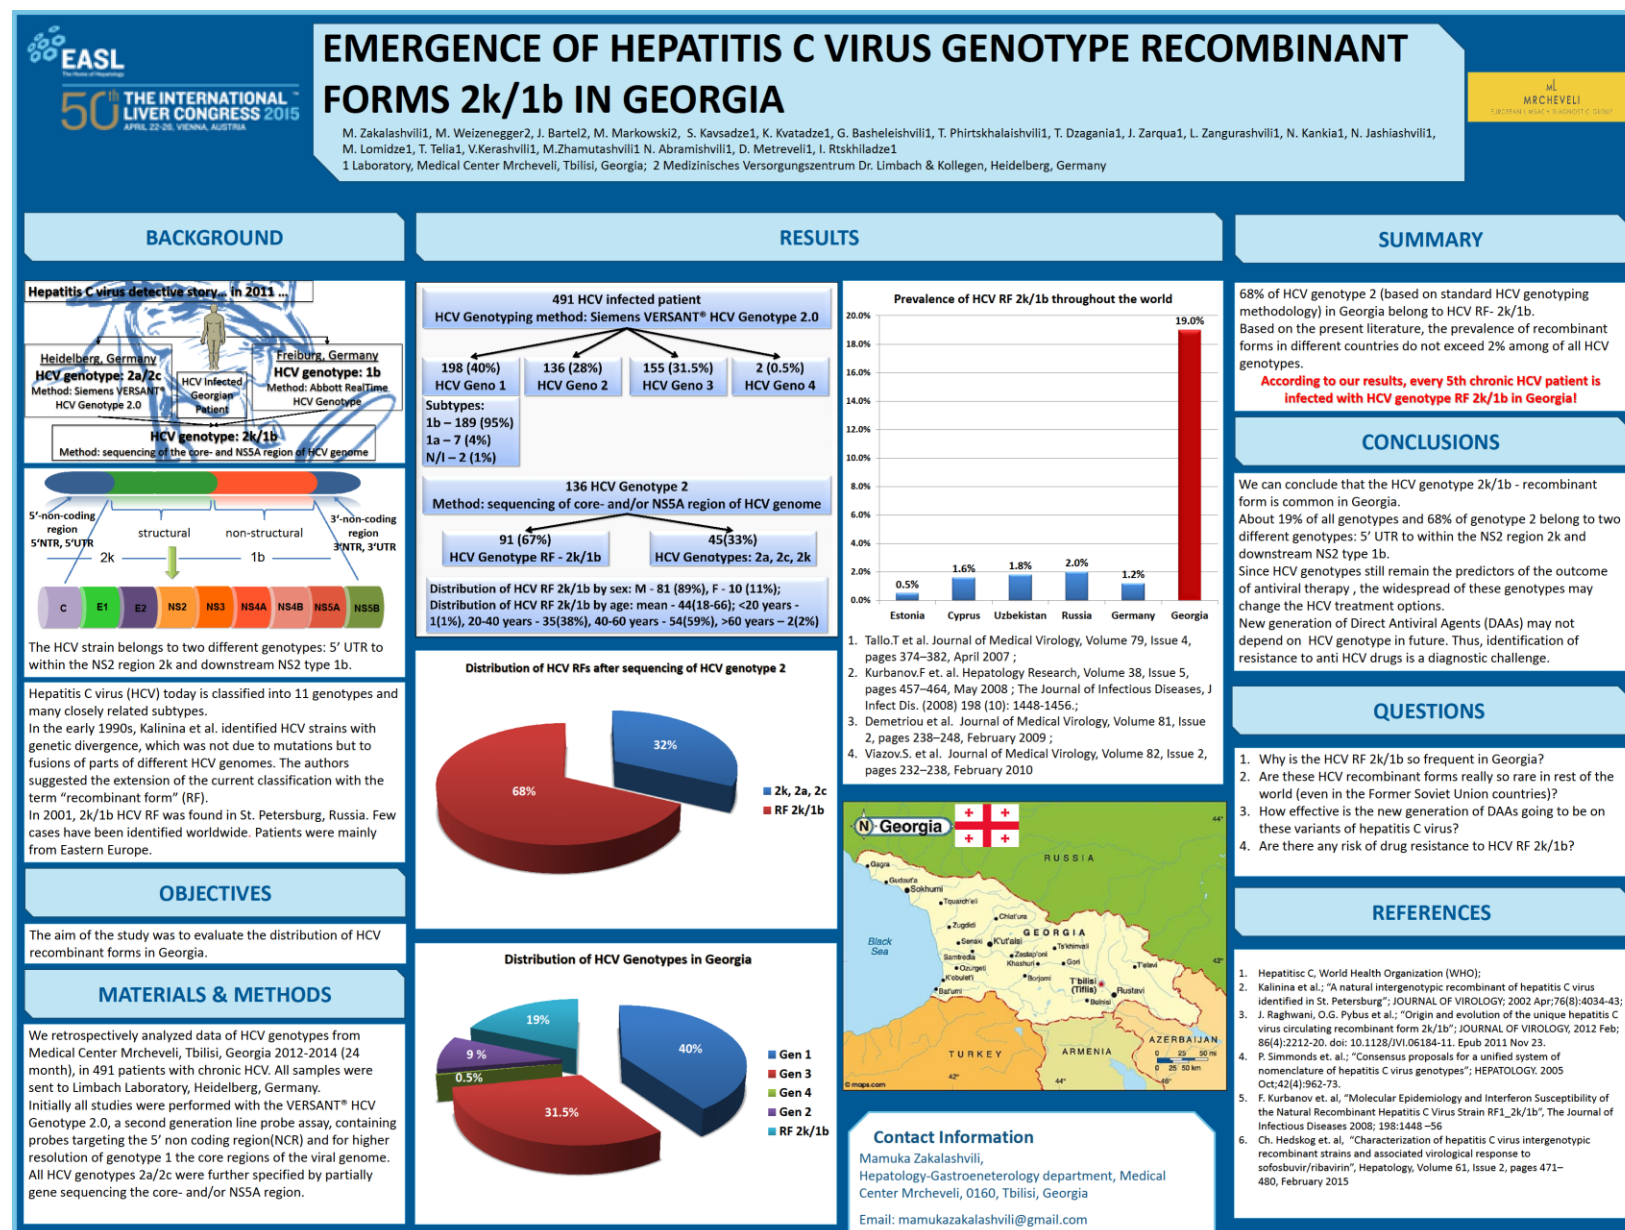 EASL
The Home of Hepatology
50th THE INTERNATIONAL
LIVER CONGRESS™ 2015
APRIL 22-26, VIENNA, AUSTRIA
EMERGENCE OF HEPATITIS C VIRUS GENOTYPE RECOMBINANT
FORMS 2k/1b IN GEORGIA
M. Zakalashvili1, M. Weizenegger2, J. Bartel2, M. Markowski2, S. Kavsadze1, K. Kvatadze1, G. Basheleishvili1, T. Phirtskhalaishvili1, T. Dzagania1, J. Zarqua1, L. Zangurashvili1, N. Kankia1, N. Jashiashvili1,
M. Lomidze1, T. Telia1, V.Kerashvili1, M.Zhamutashvili1 N. Abramishvili1, D. Metreveli1, I. Rtskhiladze1
1 Laboratory, Medical Center Mrcheveli, Tbilisi, Georgia; 2 Medizinisches Versorgungszentrum Dr. Limbach & Kollegen, Heidelberg, Germany
ML
MRCHEVELI
BACKGROUND
Hepatitis C virus detective story... in 2011 ...
Heidelberg, Germany
HCV genotype: 2a/2c
Method: Siemens VERSANT®
HCV Genotype 2.0
HCV Infected
Georgian
Patient
Freiburg, Germany
HCV genotype: 1b
Method: Abbott RealTime
HCV Genotype
HCV genotype: 2k/1b
Method: sequencing of the core- and NS5A region of HCV genome
5'-non-coding
region
5'NTR, 5'UTR
structural
non-structural
3'-non-coding
region
3'NTR, 3'UTR
2k
1b
C E1 E2 NS2 NS3 NS4A NS4B NS5A NS5B
The HCV strain belongs to two different genotypes: 5' UTR to
within the NS2 region 2k and downstream NS2 type 1b.
Hepatitis C virus (HCV) today is classified into 11 genotypes and
many closely related subtypes.
In the early 1990s, Kalinina et al. identified HCV strains with
genetic divergence, which was not due to mutations but to
fusions of parts of different HCV genomes. The authors
suggested the extension of the current classification with the
term "recombinant form" (RF).
In 2001, 2k/1b HCV RF was found in St. Petersburg, Russia. Few
cases have been identified worldwide. Patients were mainly
from Eastern Europe.
OBJECTIVES
The aim of the study was to evaluate the distribution of HCV
recombinant forms in Georgia.
MATERIALS & METHODS
We retrospectively analyzed data of HCV genotypes from
Medical Center Mrcheveli, Tbilisi, Georgia 2012-2014 (24
month), in 491 patients with chronic HCV. All samples were
sent to Limbach Laboratory, Heidelberg, Germany.
Initially all studies were performed with the VERSANT® HCV
Genotype 2.0, a second generation line probe assay, containing
probes targeting the 5' non coding region(NCR) and for higher
resolution of genotype 1 the core regions of the viral genome.
All HCV genotypes 2a/2c were further specified by partially
gene sequencing the core- and/or NS5A region.
RESULTS
491 HCV infected patient
HCV Genotyping method: Siemens VERSANT® HCV Genotype 2.0
198 (40%)
HCV Geno 1
136 (28%)
HCV Geno 2
155 (31.5%)
HCV Geno 3
2 (0.5%)
HCV Geno 4
Subtypes:
1b – 189 (95%)
1a – 7 (4%)
N/I – 2 (1%)
136 HCV Genotype 2
Method: sequencing of core- and/or NS5A region of HCV genome
91 (67%)
HCV Genotype RF - 2k/1b
45(33%)
HCV Genotypes: 2a, 2c, 2k
Distribution of HCV RF 2k/1b by sex: M - 81 (89%), F - 10 (11%);
Distribution of HCV RF 2k/1b by age: mean - 44(18-66); <20 years -
1(1%), 20-40 years - 35(38%), 40-60 years - 54(59%), >60 years – 2(2%)
Distribution of HCV RFs after sequencing of HCV genotype 2
32%
68%
2k, 2a, 2c
RF 2k/1b
Distribution of HCV Genotypes in Georgia
19%
9 %
0.5%
40%
31.5%
Gen 1
Gen 3
Gen 4
Gen 2
RF 2k/1b
Prevalence of HCV RF 2k/1b throughout the world
20.0%
18.0%
16.0%
14.0%
12.0%
10.0%
8.0%
6.0%
4.0%
2.0%
0.0%
0.5%
1.6%
1.8%
2.0%
1.2%
19.0%
Estonia Cyprus Uzbekistan Russia Germany Georgia
1. Tallo.T et al. Journal of Medical Virology, Volume 79, Issue 4,
pages 374–382, April 2007 ;
2. Kurbanov.F et. al. Hepatology Research, Volume 38, Issue 5,
pages 457–464, May 2008 ; The Journal of Infectious Diseases, J
Infect Dis. (2008) 198 (10): 1448-1456.;
3. Demetriou et al. Journal of Medical Virology, Volume 81, Issue
2, pages 238–248, February 2009 ;
4. Viazov.S. et al. Journal of Medical Virology, Volume 82, Issue 2,
pages 232–238, February 2010
N Georgia
44°
RUSSIA
Gagra
Gudaut'a
Sokhumi
Tquarch'eli
Zugdidi
Chiat'ura
GEORGIA
Black
Sea
Senaki
K'ut'aisi
Ts'khinvali
Samtredia
Zestap'oni
Khashuri
Gori
T'elavi
42°
Ozurgeti
K'obulet'i
Borjomi
T'bilisi
(Tiflis)
Bat'umi
Rustavi
Bolnisi
AZERBAIJAN
TURKEY
ARMENIA
0 25 50 mi
0 25 50 km
42°
44°
46°
© maps.com
Contact Information
Mamuka Zakalashvili,
Hepatology-Gastroeneterology department, Medical
Center Mrcheveli, 0160, Tbilisi, Georgia
Email: mamukazakalashvili@gmail.com
SUMMARY
68% of HCV genotype 2 (based on standard HCV genotyping
methodology) in Georgia belong to HCV RF- 2k/1b.
Based on the present literature, the prevalence of recombinant
forms in different countries do not exceed 2% among of all HCV
genotypes.
According to our results, every 5th chronic HCV patient is
infected with HCV genotype RF 2k/1b in Georgia!
CONCLUSIONS
We can conclude that the HCV genotype 2k/1b - recombinant
form is common in Georgia.
About 19% of all genotypes and 68% of genotype 2 belong to two
different genotypes: 5' UTR to within the NS2 region 2k and
downstream NS2 type 1b.
Since HCV genotypes still remain the predictors of the outcome
of antiviral therapy , the widespread of these genotypes may
change the HCV treatment options.
New generation of Direct Antiviral Agents (DAAs) may not
depend on HCV genotype in future. Thus, identification of
resistance to anti HCV drugs is a diagnostic challenge.
QUESTIONS
1. Why is the HCV RF 2k/1b so frequent in Georgia?
2. Are these HCV recombinant forms really so rare in rest of the
world (even in the Former Soviet Union countries)?
3. How effective is the new generation of DAAs going to be on
these variants of hepatitis C virus?
4. Are there any risk of drug resistance to HCV RF 2k/1b?
REFERENCES
1. Hepatitisc C, World Health Organization (WHO);
2. Kalinina et al.; "A natural intergenotypic recombinant of hepatitis C virus
identified in St. Petersburg"; JOURNAL OF VIROLOGY; 2002 Apr;76(8):4034-43;
3. J. Raghwani, O.G. Pybus et al.; "Origin and evolution of the unique hepatitis C
virus circulating recombinant form 2k/1b"; JOURNAL OF VIROLOGY, 2012 Feb;
86(4):2212-20. doi: 10.1128/JVI.06184-11. Epub 2011 Nov 23.
4. P. Simmonds et. al.; "Consensus proposals for a unified system of
nomenclature of hepatitis C virus genotypes"; HEPATOLOGY. 2005
Oct;42(4):962-73.
5. F. Kurbanov et. al, "Molecular Epidemiology and Interferon Susceptibility of
the Natural Recombinant Hepatitis C Virus Strain RF1_2k/1b", The Journal of
Infectious Diseases 2008; 198:1448 –56
6. Ch. Hedskog et. al, "Characterization of hepatitis C virus intergenotypic
recombinant strains and associated virological response to
sofosbuvir/ribavirin", Hepatology, Volume 61, Issue 2, pages 471–
480, February 2015